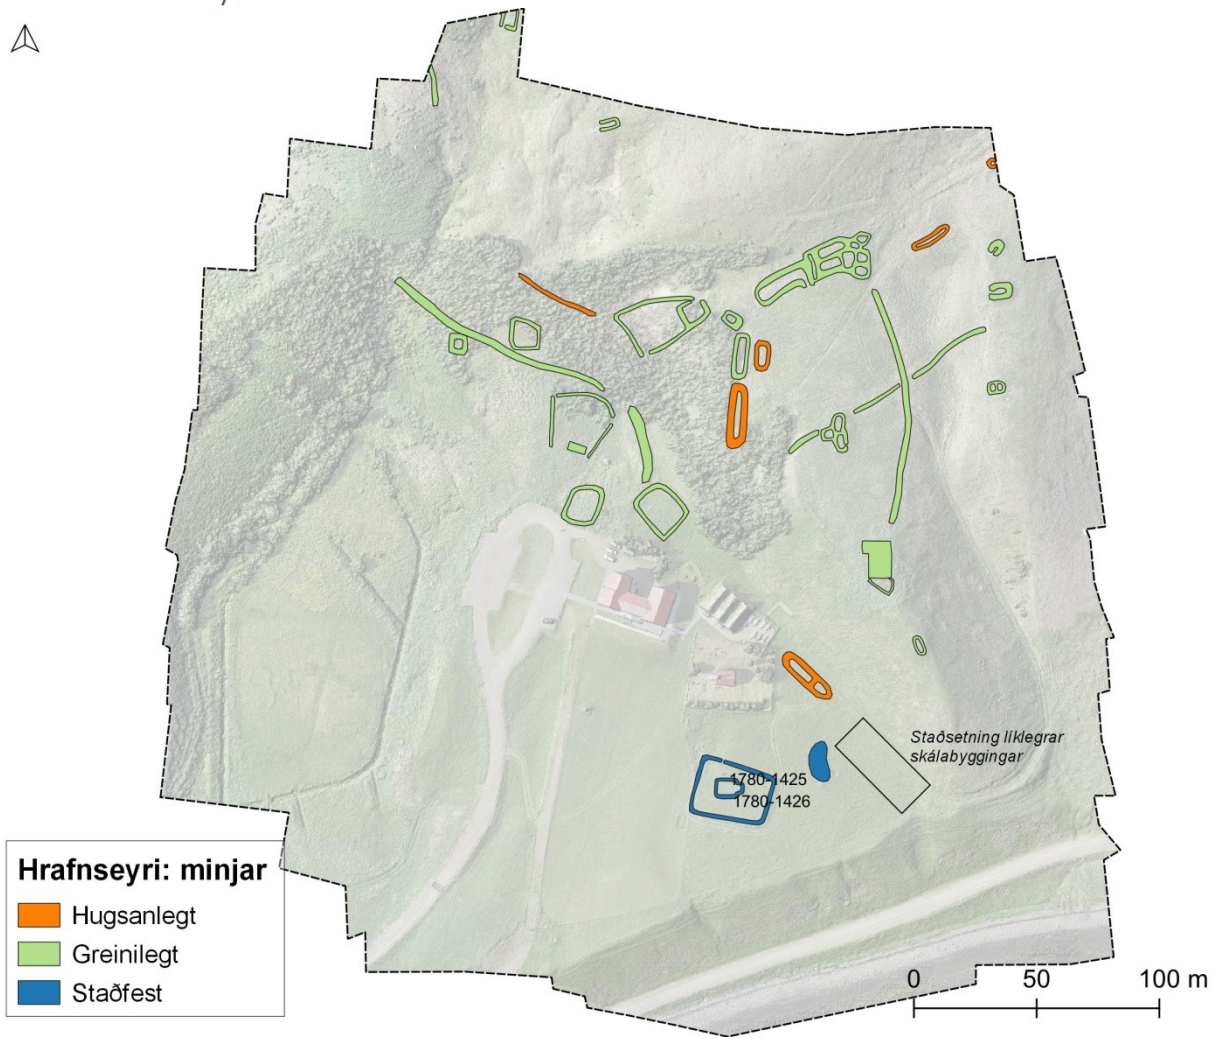 Staðsetning líklegrar
skálabyggingar
1780-1425
1780-1426
Hrafnseyri: minjar
Hugsanlegt
Greinilegt
Staðfest
0 50 100 m